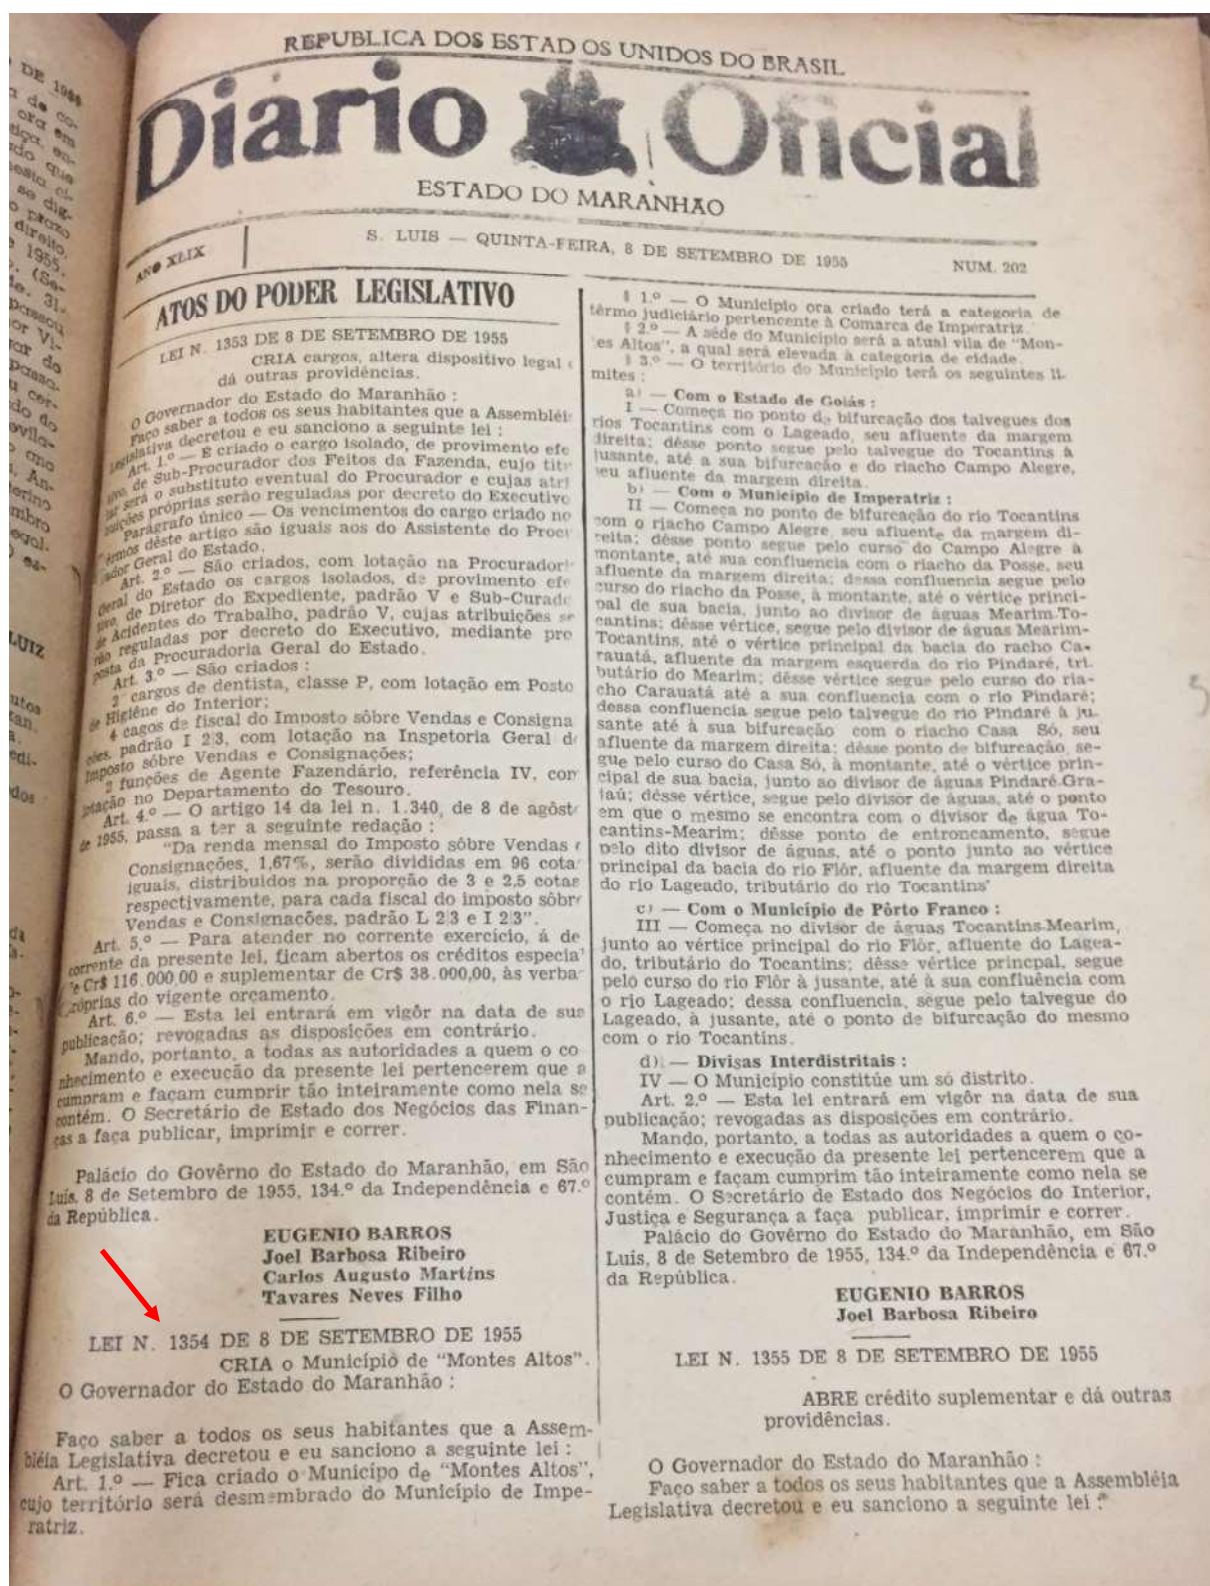 REPUBLICA DOS ESTAD OS UNIDOS DO BRASIL
Diário Oficial
ESTADO DO MARANHAO
ANO XLIX
S. LUIS — QUINTA-FEIRA, 8 DE SETEMBRO DE 1955
NUM. 202
ATOS DO PODER LEGISLATIVO
LEI N. 1353 DE 8 DE SETEMBRO DE 1955
CRIA cargos, altera dispositivo legal
dá outras providências.
O Governador do Estado do Maranhão :
Faço saber a todos os seus habitantes que a Assembléi
Legislativa decretou e eu sanciono a seguinte lei :
Art. 1.º — E criado o cargo isolado, de provimento efe
tivo, de Sub-Procurador dos Feitos da Fazenda, cujo titu
lar será o substituto eventual do Procurador e cujas atri
buições próprias serão reguladas por decreto do Executivo
Parágrafo único — Os vencimentos do cargo criado no
termos dêste artigo são iguais aos do Assistente do Procu
rador Geral do Estado.
Art. 2.º — São criados, com lotação na Procuradori
Geral do Estado os cargos isolados, de provimento efe
tivo, de Diretor do Expediente, padrão V e Sub-Curado
de Acidentes do Trabalho, padrão V, cujas atribuições se
rão reguladas por decreto do Executivo, mediante pro
posta da Procuradoria Geral do Estado.
Art. 3.º — São criados :
2 cargos de dentista, classe P, com lotação em Posto
de Higiêne do Interior;
4 cagos de fiscal do Imposto sôbre Vendas e Consigna
ções, padrão I 2|3, com lotação na Inspetoria Geral d
Imposto sôbre Vendas e Consignações;
2 funções de Agente Fazendário, referência IV, com
lotação no Departamento do Tesouro.
Art. 4.º — O artigo 14 da lei n. 1.340, de 8 de agôst
de 1955, passa a ter a seguinte redação :
"Da renda mensal do Imposto sôbre Vendas e
Consignações, 1,67%, serão divididas em 96 cota
iguais, distribuidos na proporção de 3 e 2,5 cotas
respectivamente, para cada fiscal do imposto sôbre
Vendas e Consignações, padrão L 2|3 e I 2|3".
Art. 5.º — Para atender no corrente exercício, á de
corrente da presente lei, ficam abertos os créditos especia
e Cr$ 116.000,00 e suplementar de Cr$ 38.000,00, às verba
próprias do vigente orçamento.
Art. 6.º — Esta lei entrará em vigôr na data de sua
publicação; revogadas as disposições em contrário.
Mando, portanto, a todas as autoridades a quem o co
nhecimento e execução da presente lei pertencerem que a
cumpram e façam cumprir tão inteiramente como nela se
contém. O Secretário de Estado dos Negócios das Finan-
ças a faça publicar, imprimir e correr.
Palácio do Govêrno do Estado do Maranhão, em São
Luis, 8 de Setembro de 1955, 134.º da Independência e 67.º
da República.
EUGENIO BARROS
Joel Barbosa Ribeiro
Carlos Augusto Martins
Tavares Neves Filho
LEI N. 1354 DE 8 DE SETEMBRO DE 1955
CRIA o Município de "Montes Altos".
O Governador do Estado do Maranhão :
Faço saber a todos os seus habitantes que a Assem-
bléia Legislativa decretou e eu sanciono a seguinte lei :
Art. 1.º — Fica criado o Municípo de "Montes Altos",
cujo território será desmembrado do Município de Impe-
ratriz.
§ 1.º — O Municipio ora criado terá a categoria de
têrmo judiciário pertencente à Comarca de Imperatriz.
§ 2.º — A séde do Município será a atual vila de "Mon-
es Altos", a qual será elevada à categoria de cidade.
§ 3.º — O território do Município terá os seguintes li
mites :
a) — Com o Estado de Goiás :
I — Começa no ponto de bifurcação dos talvegues dos
rios Tocantins com o Lageado, seu afluente da margem
direita; dêsse ponto segue pelo talvegue do Tocantins à
jusante, até a sua bifurcação e do riacho Campo Alegre,
seu afluente da margem direita.
b) — Com o Municipio de Imperatriz :
II — Começa no ponto de bifurcação do rio Tocantins
com o riacho Campo Alegre, seu afluente da margem di-
reita; dêsse ponto segue pelo curso do Campo Alegre à
montante, até sua confluencia com o riacho da Posse, seu
afluente da margem direita; dessa confluencia segue pelo
curso do riacho da Posse, à montante, até o vértice princi-
pal de sua bacia, junto ao divisor de águas Mearim-To-
cantins; dêsse vértice, segue pelo divisor de águas Mearim-
Tocantins, até o vértice principal da bacia do racho Ca-
rauatá, afluente da margem esquerda do rio Pindaré, tri-
butário do Mearim; dêsse vértice segue pelo curso do ria-
cho Carauatá até a sua confluencia com o rio Pindaré;
dessa confluencia segue pelo talvegue do rio Pindaré à ju-
sante até à sua bifurcação com o riacho Casa Só, seu
afluente da margem direita; dêsse ponto de bifurcação, se-
gue pelo curso do Casa Só, à montante, até o vértice prin-
cipal de sua bacia, junto ao divisor de águas Pindaré-Gra-
jaú; dêsse vértice, segue pelo divisor de águas, até o ponto
em que o mesmo se encontra com o divisor de água To-
cantins-Mearim; dêsse ponto de entroncamento, segue
pelo dito divisor de águas, até o ponto junto ao vértice
principal da bacia do rio Flôr, afluente da margem direita
do rio Lageado, tributário do rio Tocantins'
c) — Com o Município de Pôrto Franco :
III — Começa no divisor de águas Tocantins-Mearim,
junto ao vértice principal do rio Flôr, afluente do Lagea-
do, tributário do Tocantins; dêsse vértice princpal, segue
pelo curso do rio Flôr à jusante, até à sua confluência com
o rio Lageado; dessa confluencia, segue pelo talvegue do
Lageado, à jusante, até o ponto de bifurcação do mesmo
com o rio Tocantins.
d) — Divisas Interdistritais :
IV — O Municipio constitúe um só distrito.
Art. 2.º — Esta lei entrará em vigôr na data de sua
publicação; revogadas as disposições em contrário.
Mando, portanto, a todas as autoridades a quem o co-
nhecimento e execução da presente lei pertencerem que a
cumpram e façam cumprim tão inteiramente como nela se
contém. O Secretário de Estado dos Negócios do Interior,
Justiça e Segurança a faça publicar, imprimir e correr.
Palácio do Govêrno do Estado do Maranhão, em São
Luis, 8 de Setembro de 1955, 134.º da Independência e 67.º
da República.
EUGENIO BARROS
Joel Barbosa Ribeiro
LEI N. 1355 DE 8 DE SETEMBRO DE 1955
ABRE crédito suplementar e dá outras
providências.
O Governador do Estado do Maranhão :
Faço saber a todos os seus habitantes que a Assembléia
Legislativa decretou e eu sanciono a seguinte lei :